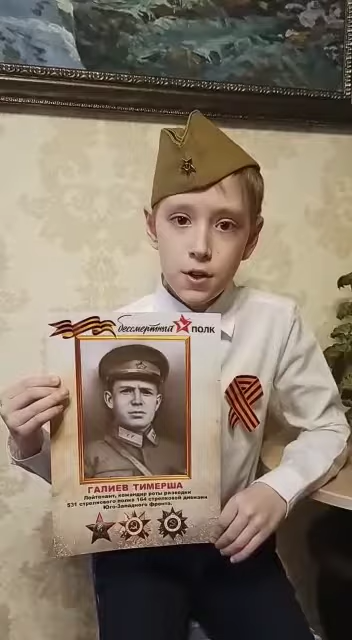 бессмертный полк
ГАЛИЕВ ТИМЕРША
Лейтенант, командир роты разведки
531 стрелкового полка 164 стрелковой дивизии
Юго-Западного фронта